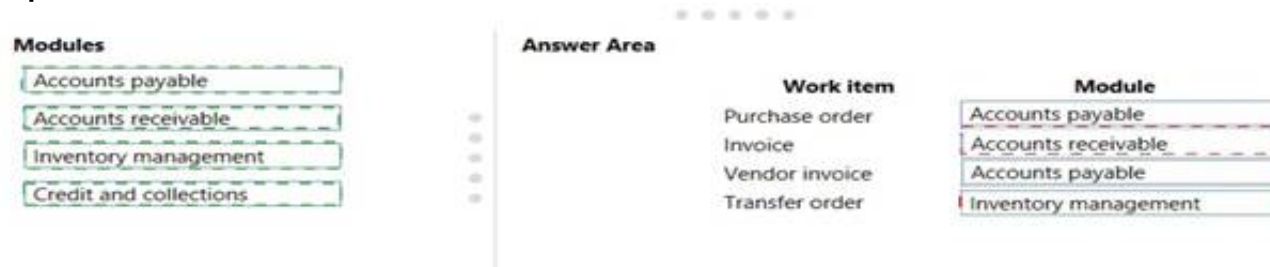 Modules
Accounts payable
Accounts receivable
Inventory management
Credit and collections
Answer Area
Work item Module
Purchase order Accounts payable
Invoice Accounts receivable
Vendor invoice Accounts payable
Transfer order Inventory management